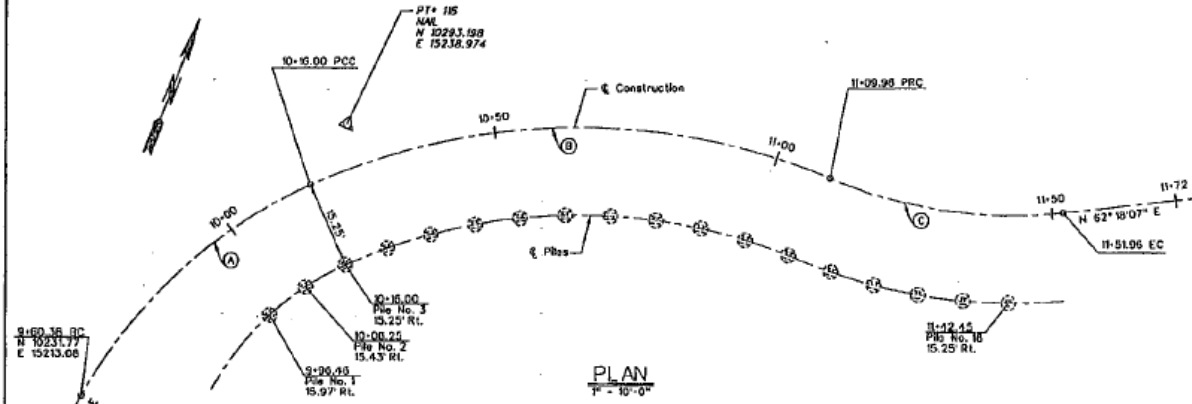 PT# 115
NAIL
N 10293.198
E 15238.974
10+16.00 PCC
℄ Construction
11+09.96 PRC
10+50
B
11+00
10+00
A
15.25'
C
11+50
11+72
N 62° 18'07" E
11+51.96 EC
℄ Piles
10+16.00
Pile No. 3
15.25' Rt.
10+06.25
Pile No. 2
15.43' Rt.
9+96.46
Pile No. 1
15.97' Rt.
11+42.45
Pile No. 18
15.25' Rt.
9+60.36 BC
N 10231.77
E 15213.06
PLAN
1" = 10'-0"